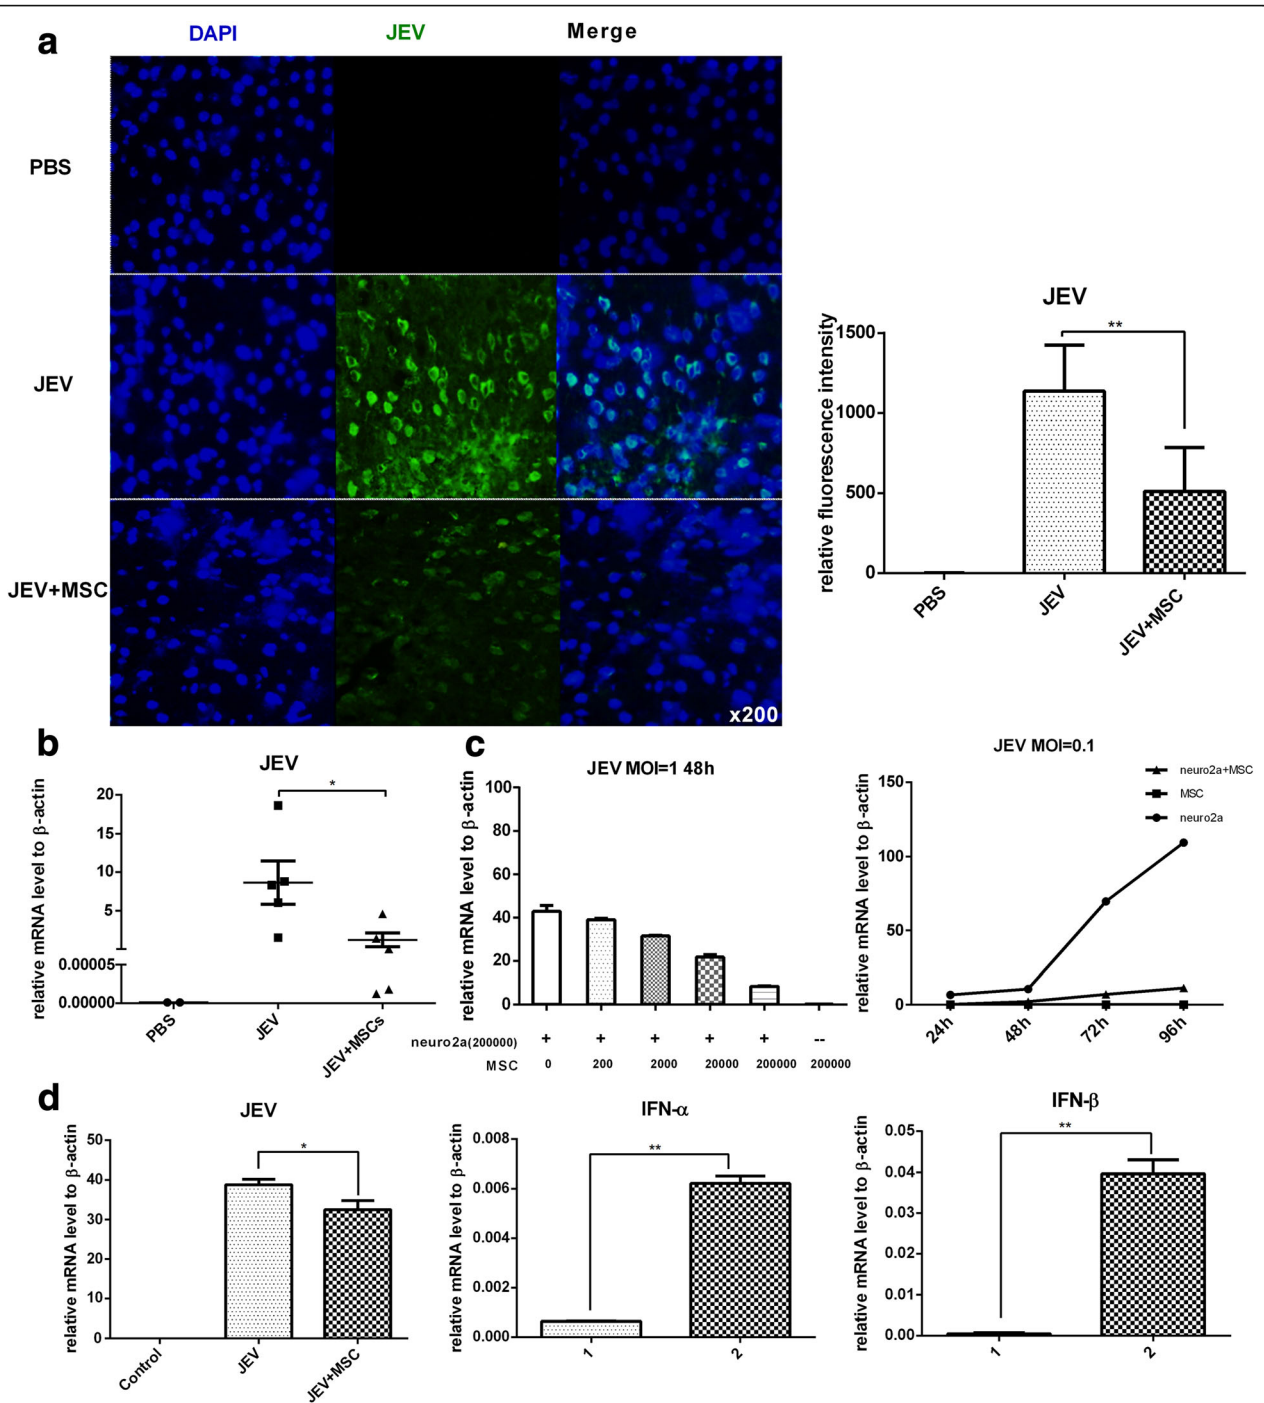 a
DAPI
JEV
Merge
PBS
JEV
JEV+MSC
x200
JEV
relative fluorescence intensity
1500
1000
500
0
**
PBS
JEV
JEV+MSC
b
JEV
relative mRNA level to β-actin
20
15
10
5
0.00005
0.00000
*
PBS
JEV
JEV+MSCs
c
JEV MOI=1 48h
relative mRNA level to β-actin
100
80
60
40
20
0
neuro2a(200000) + + + + + --
MSC 0 200 2000 20000 200000 200000
JEV MOI=0.1
relative mRNA level to β-actin
150
100
50
0
neuro2a+MSC
MSC
neuro2a
24h
48h
72h
96h
d
JEV
relative mRNA level to β-actin
50
40
30
20
10
0
*
Control
JEV
JEV+MSC
IFN-α
relative mRNA level to β-actin
0.008
0.006
0.004
0.002
0.000
**
1
2
IFN-β
relative mRNA level to β-actin
0.05
0.04
0.03
0.02
0.01
0.00
**
1
2